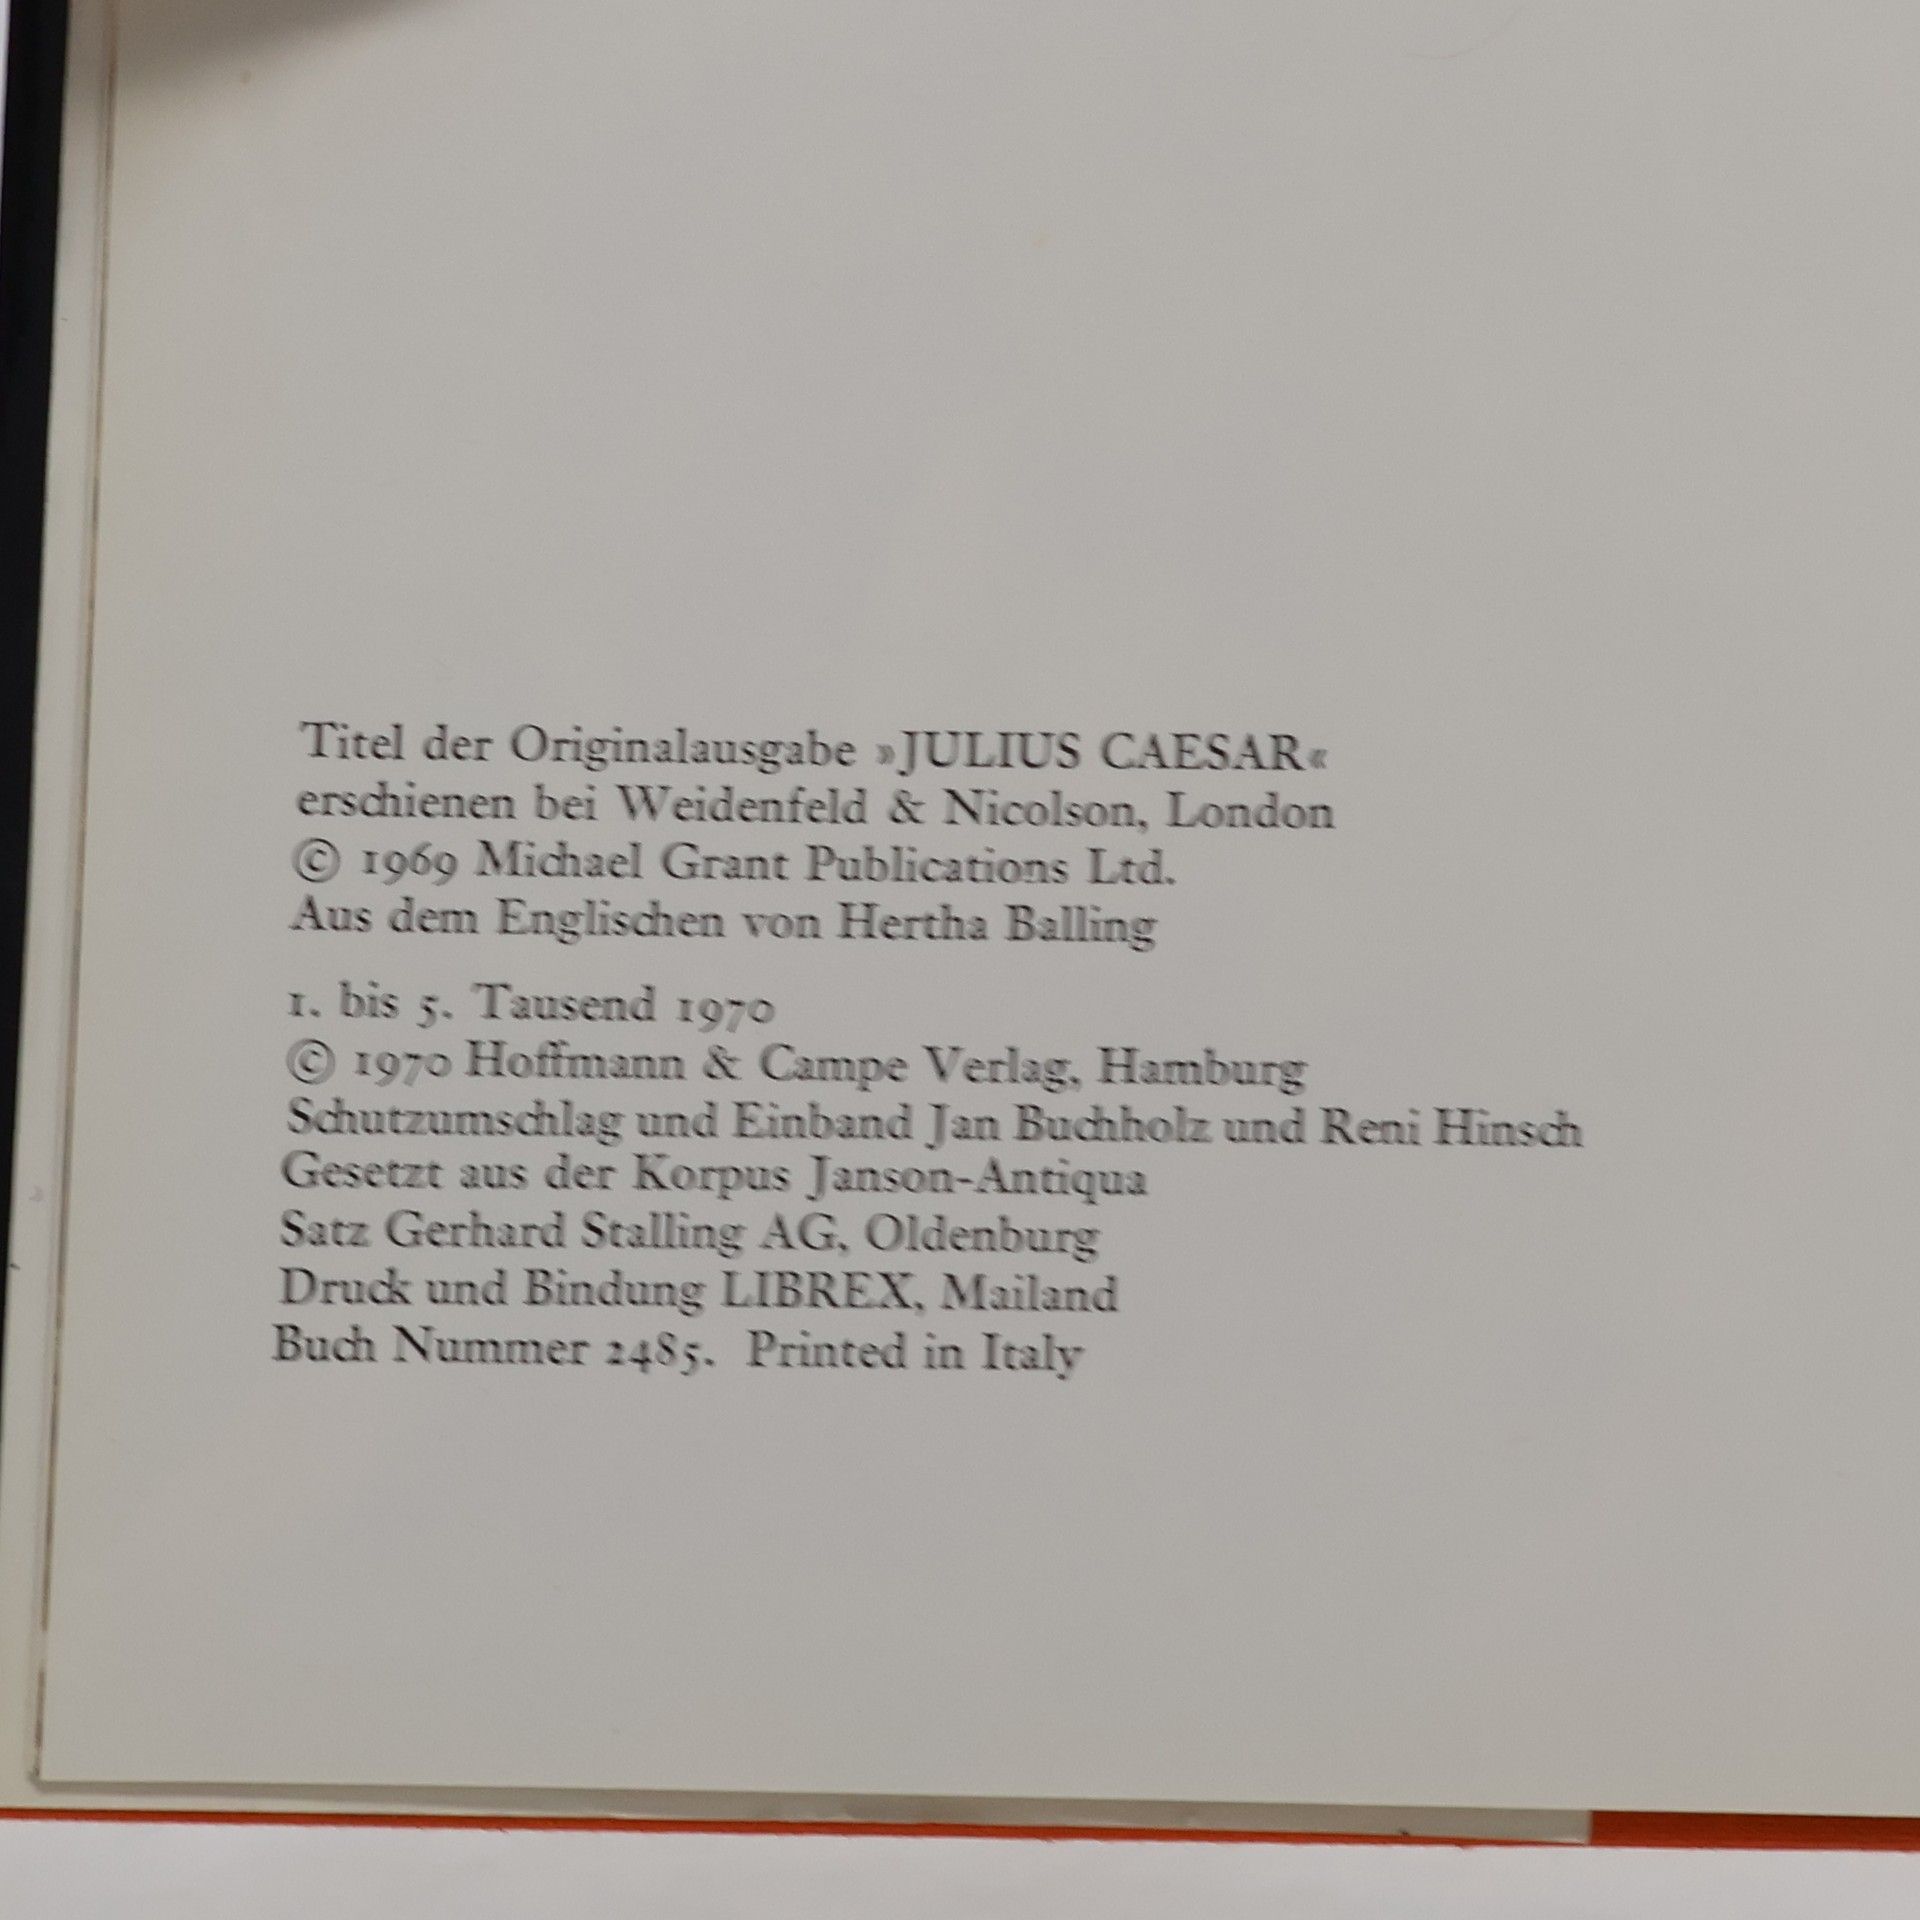 Titel der Originalausgabe »JULIUS CAESAR«
erschienen bei Weidenfeld & Nicolson, London
© 1969 Michael Grant Publications Ltd.
Aus dem Englischen von Hertha Balling
1. bis 5. Tausend 1970
© 1970 Hoffmann & Campe Verlag, Hamburg
Schutzumschlag und Einband Jan Buchholz und Reni Hinsch
Gesetzt aus der Korpus Janson-Antiqua
Satz Gerhard Stalling AG, Oldenburg
Druck und Bindung LIBREX, Mailand
Buch Nummer 2485. Printed in Italy